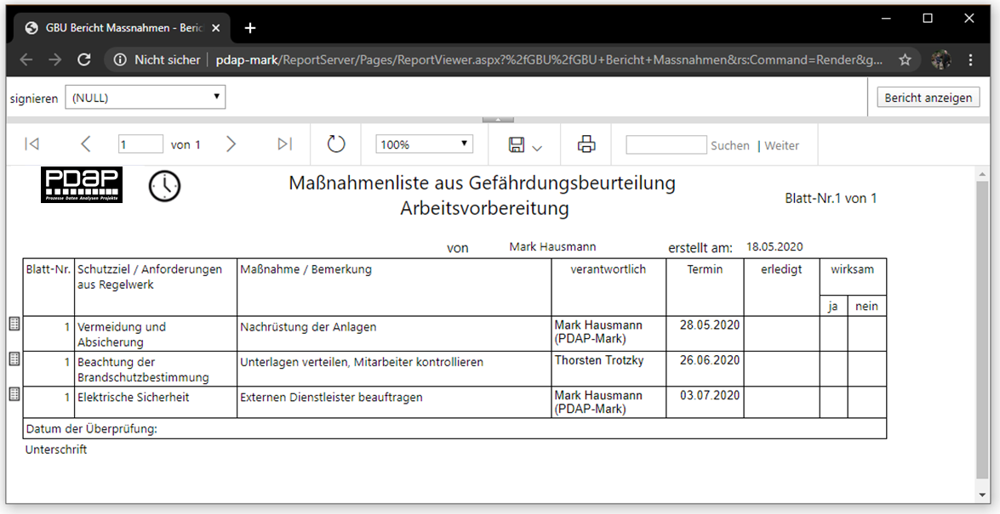 GBU Bericht Massnahmen - Beric
Nicht sicher | pdap-mark/ReportServer/Pages/ReportViewer.aspx?%2fGBU%2fGBU+Bericht+Massnahmen&rs:Command=Render&g...
signieren (NULL) Bericht anzeigen
1 von 1 100% Suchen | Weiter
PDAP
Prozesse Daten Analysen Projekte
Maßnahmenliste aus Gefährdungsbeurteilung
Arbeitsvorbereitung
Blatt-Nr.1 von 1
von Mark Hausmann erstellt am: 18.05.2020
Blatt-Nr. Schutzziel / Anforderungen Maßnahme / Bemerkung verantwortlich Termin erledigt wirksam
aus Regelwerk
ja nein
1 Vermeidung und Nachrüstung der Anlagen Mark Hausmann 28.05.2020
Absicherung (PDAP-Mark)
1 Beachtung der Unterlagen verteilen, Mitarbeiter kontrollieren Thorsten Trotzky 26.06.2020
Brandschutzbestimmung
1 Elektrische Sicherheit Externen Dienstleister beauftragen Mark Hausmann 03.07.2020
(PDAP-Mark)
Datum der Überprüfung:
Unterschrift